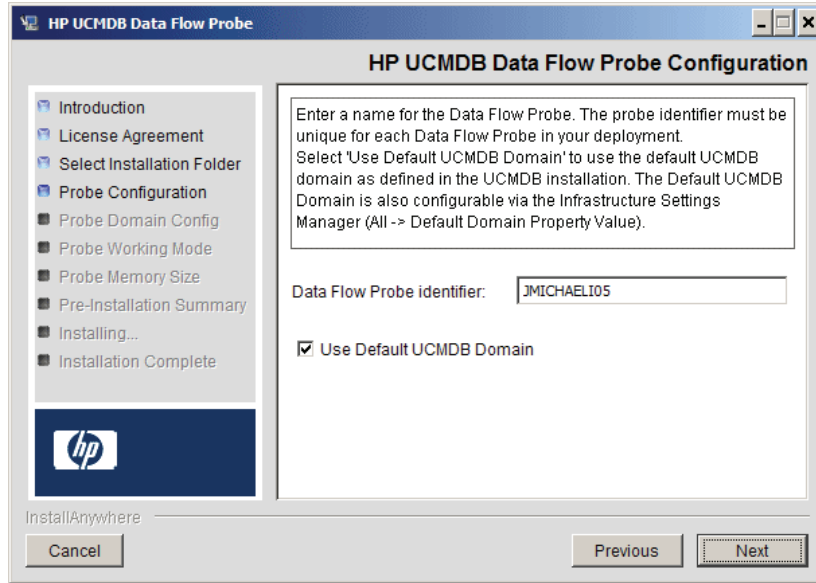 HP UCMDB Data Flow Probe
HP UCMDB Data Flow Probe Configuration
Introduction
License Agreement
Select Installation Folder
Probe Configuration
Probe Domain Config
Probe Working Mode
Probe Memory Size
Pre-Installation Summary
Installing...
Installation Complete
hp
Enter a name for the Data Flow Probe. The probe identifier must be
unique for each Data Flow Probe in your deployment.
Select 'Use Default UCMDB Domain' to use the default UCMDB
domain as defined in the UCMDB installation. The Default UCMDB
Domain is also configurable via the Infrastructure Settings
Manager (All -> Default Domain Property Value).
Data Flow Probe identifier: JMICHAELI05
Use Default UCMDB Domain
InstallAnywhere
Cancel Previous Next